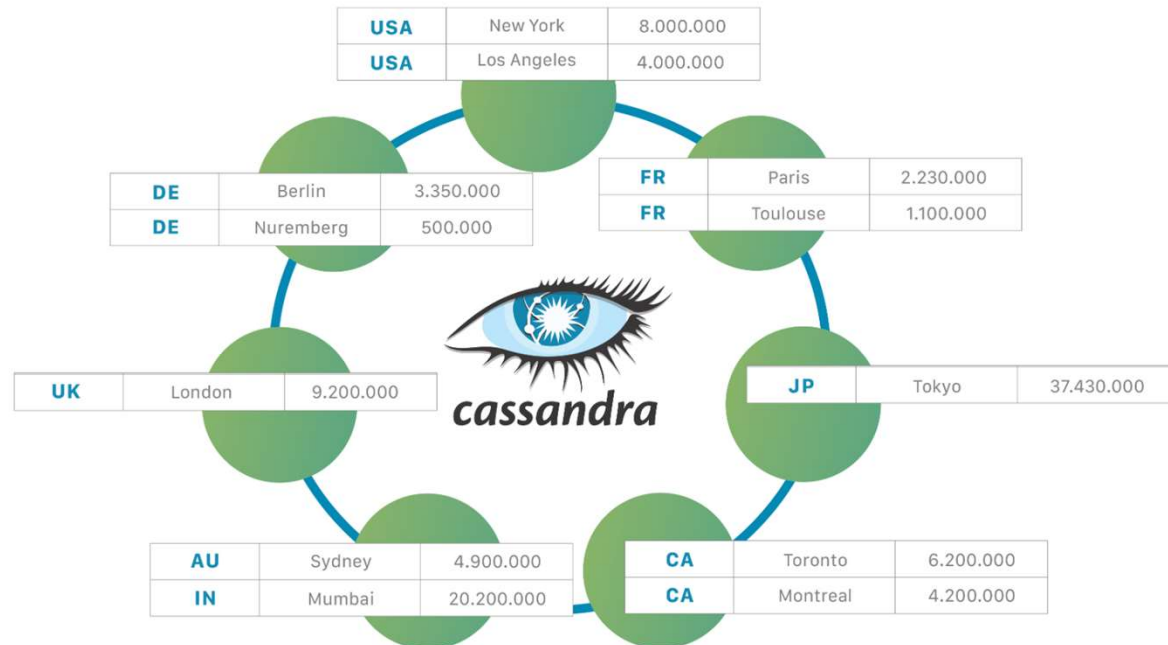 USA New York 8.000.000
USA Los Angeles 4.000.000
DE Berlin 3.350.000
DE Nuremberg 500.000
FR Paris 2.230.000
FR Toulouse 1.100.000
UK London 9.200.000
cassandra
JP Tokyo 37.430.000
AU Sydney 4.900.000
IN Mumbai 20.200.000
CA Toronto 6.200.000
CA Montreal 4.200.000